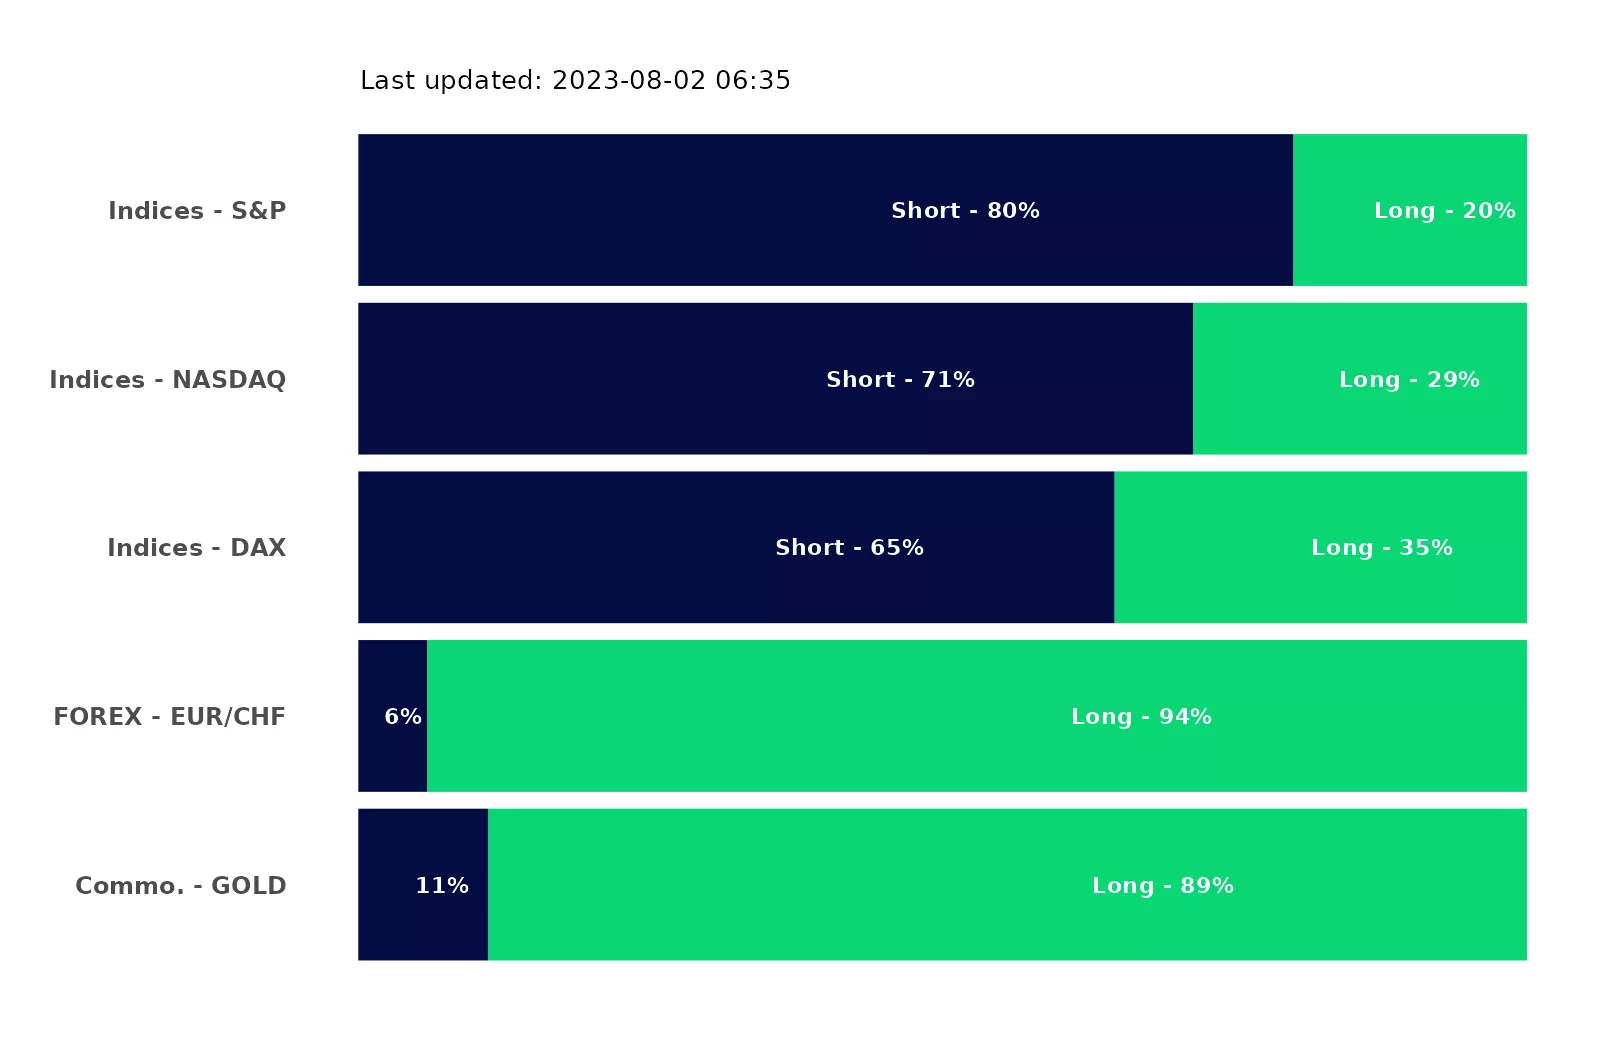 Last updated: 2023-08-02 06:35
Indices - S&P Short - 80% Long - 20%
Indices - NASDAQ Short - 71% Long - 29%
Indices - DAX Short - 65% Long - 35%
FOREX - EUR/CHF 6% Long - 94%
Commo. - GOLD 11% Long - 89%